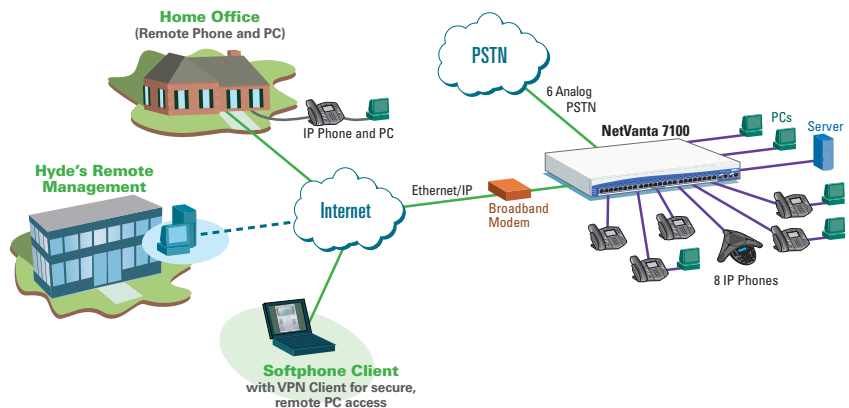 Home Office
(Remote Phone and PC)
IP Phone and PC
PSTN
6 Analog
PSTN
NetVanta 7100
PCs
Server
Hyde's Remote
Management
Internet
Ethernet/IP
Broadband
Modem
8 IP Phones
Softphone Client
with VPN Client for secure,
remote PC access